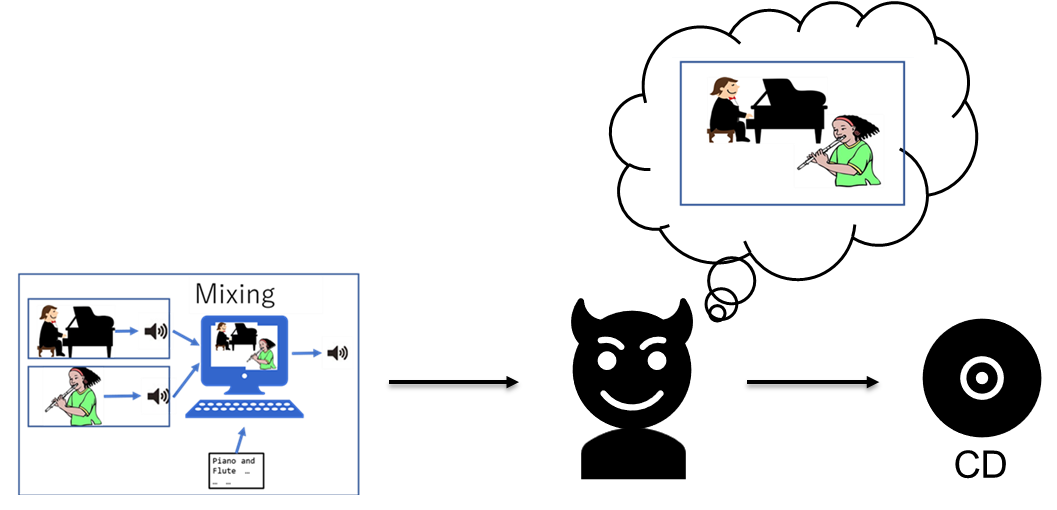 Mixing
Piano and
Flute …
… …
CD